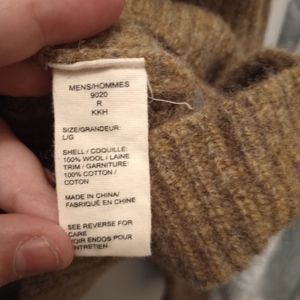 MENS/HOMMES
9020
R
KKH
SIZE/GRANDEUR:
L/G
SHELL / COQUILLE:
100% WOOL / LAINE
TRIM / GARNITURE:
100% COTTON /
COTON
MADE IN CHINA/
FABRIQUÉ EN CHINE
SEE REVERSE FOR
CARE
VOIR ENDOS POUR
ENTRETIEN